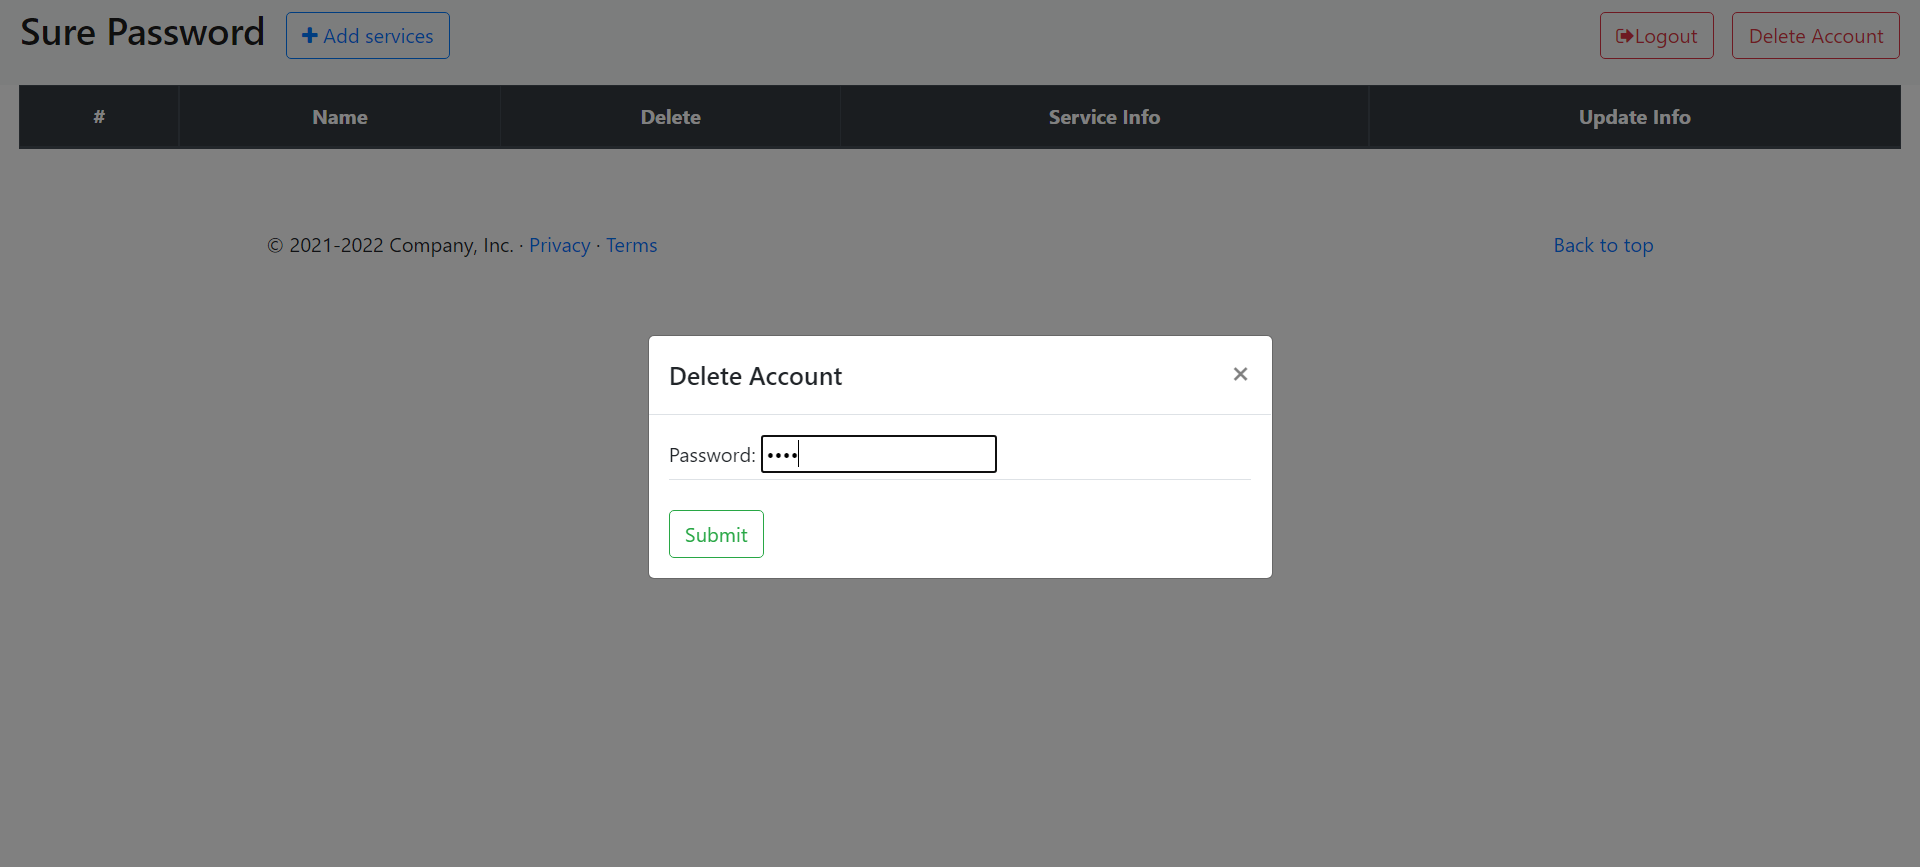 Sure Password
Add services
Logout
Delete Account
# Name Delete Service Info Update Info
© 2021-2022 Company, Inc. · Privacy · Terms
Back to top
Delete Account ×
Password: ••••
Submit